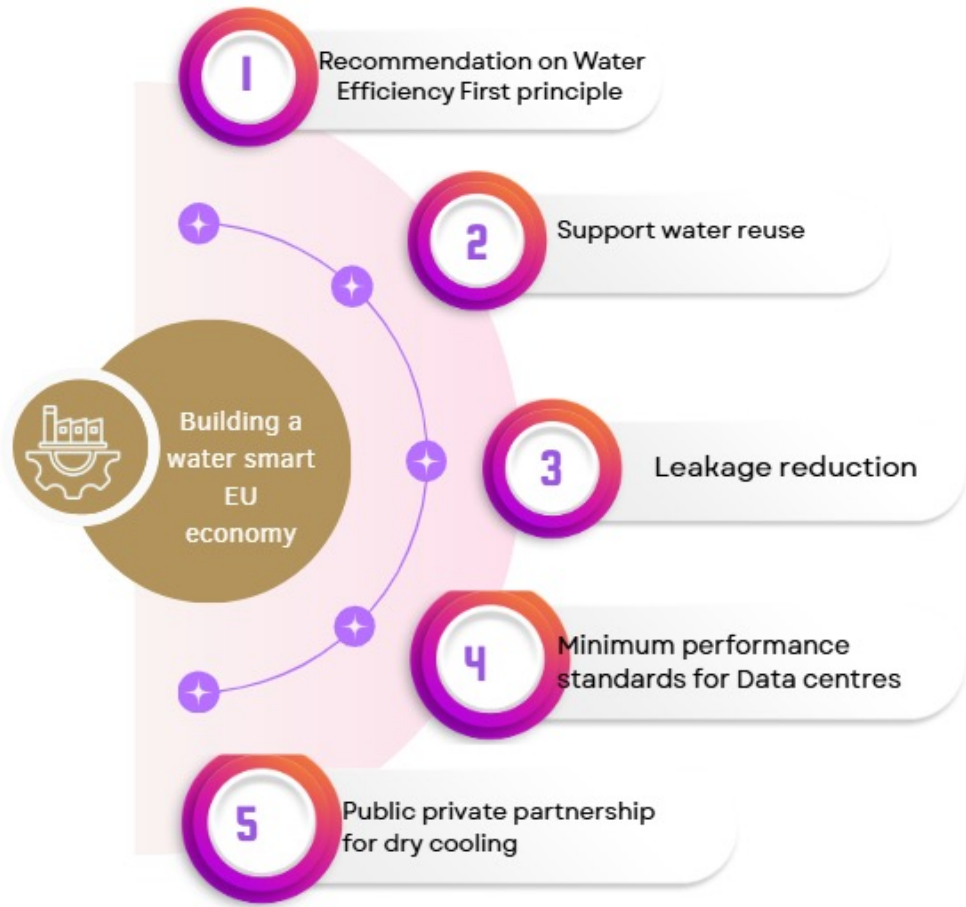 1
Recommendation on Water
Efficiency First principle
2
Support water reuse
3
Leakage reduction
Building a
water smart
EU
economy
4
Minimum performance
standards for Data centres
5
Public private partnership
for dry cooling